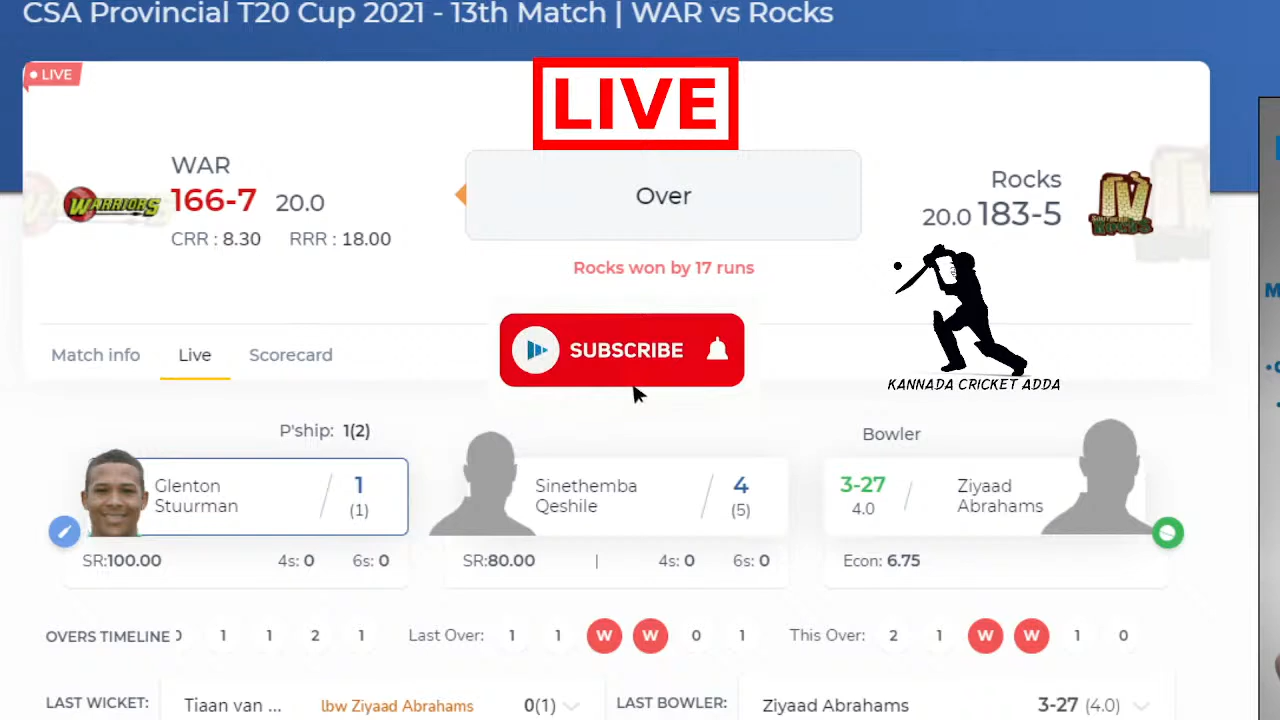 CSA Provincial T20 Cup 2021 - 13th Match | WAR vs Rocks
LIVE
LIVE
WAR
166-7 20.0
CRR : 8.30 RRR : 18.00
WARRIORS
Over
Rocks won by 17 runs
Rocks
20.0 183-5
SOUTHERN ROCKS
Match info Live Scorecard
SUBSCRIBE
KANNADA CRICKET ADDA
P'ship: 1(2)
Bowler
Glenton Stuurman 1 (1)
SR:100.00 4s: 0 6s: 0
Sinethemba Qeshile 4 (5)
SR:80.00 | 4s: 0 6s: 0
3-27 4.0 Ziyaad Abrahams
Econ: 6.75
OVERS TIMELINE 1 1 2 1 Last Over: 1 1 W W 0 1 This Over: 2 1 W W 1 0
LAST WICKET: Tiaan van ... lbw Ziyaad Abrahams 0(1) LAST BOWLER: Ziyaad Abrahams 3-27 (4.0)